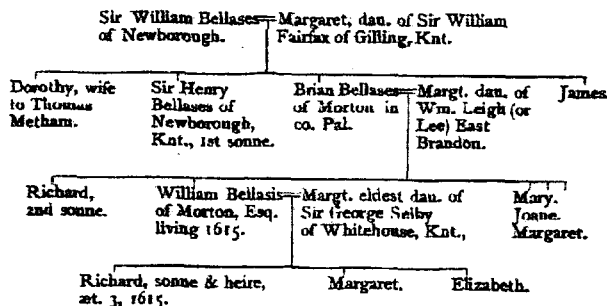 Sir William Bellases=Margaret, dau. of Sir William
of Newborough. Fairfax of Gilling, Knt.
Dorothy, wife
to Thomas
Metham.
Sir Henry
Bellases of
Newborough,
Knt., 1st sonne.
Brian Bellases=Margt. dau. of
of Morton in
co. Pal.
Wm. Leigh (or
Lee) East
Brandon.
James
Richard,
2nd sonne.
William Bellasis=Margt. eldest dau. of
of Morton, Esq.
living 1615.
Sir George Selby
of Whitehouse, Knt.,
Mary.
Joane.
Margaret.
Richard, sonne & heire,
æt. 3, 1615.
Margaret.
Elizabeth.